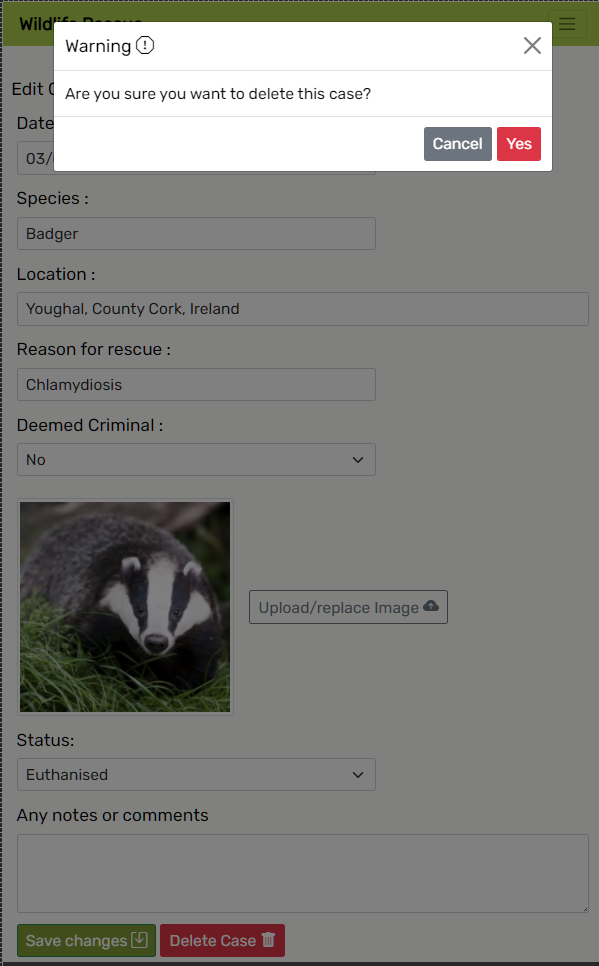 Wildlife Rescue
Warning
Are you sure you want to delete this case?
Cancel Yes
Edit
Date
03/
Species :
Badger
Location :
Youghal, County Cork, Ireland
Reason for rescue :
Chlamydiosis
Deemed Criminal :
No
Upload/replace Image
Status:
Euthanised
Any notes or comments
Save changes Delete Case